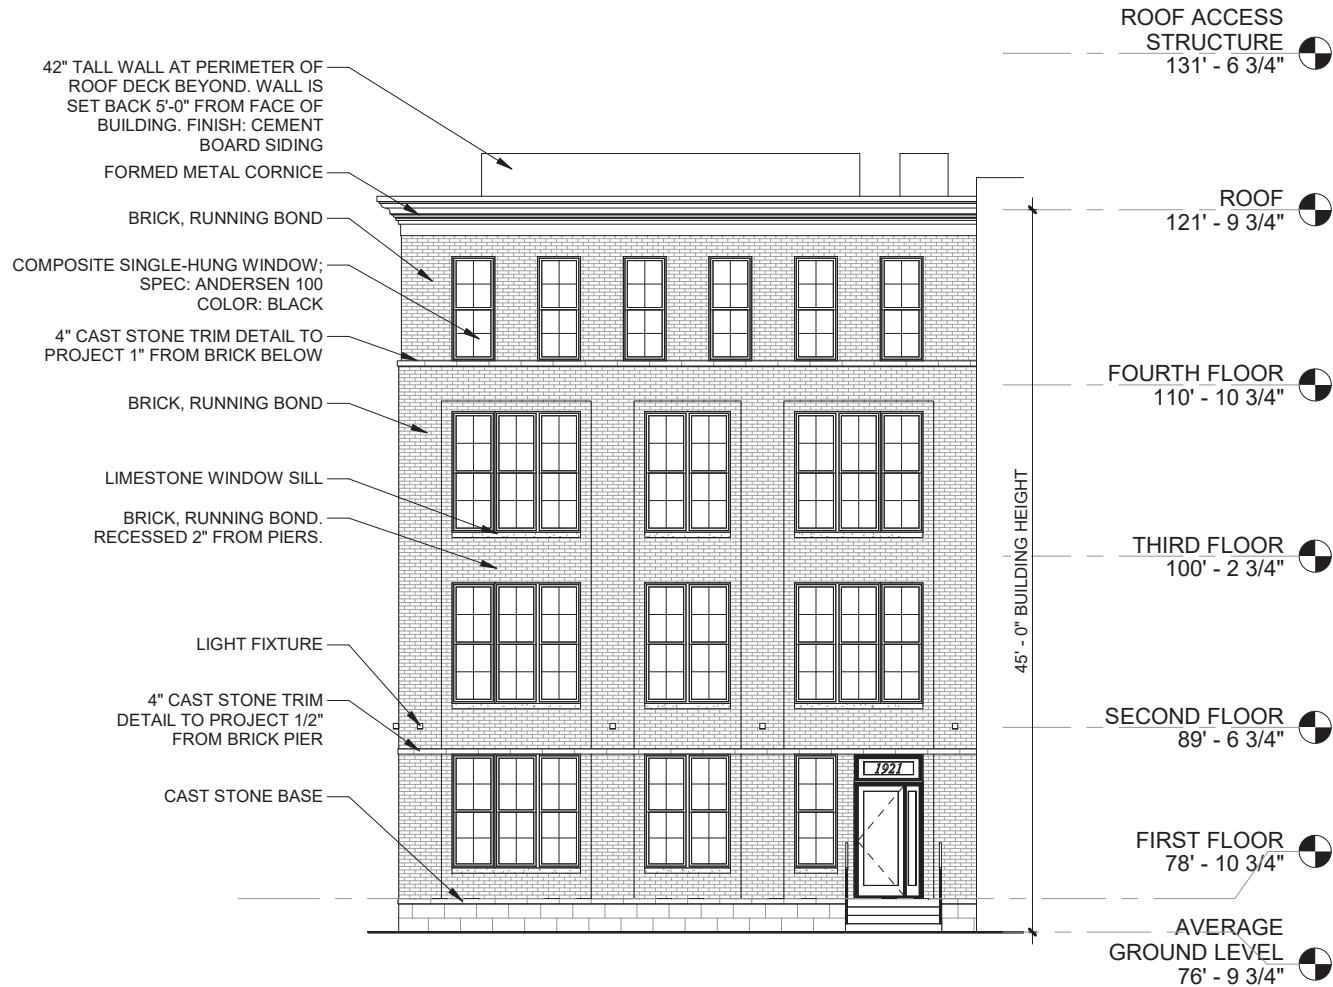 42" TALL WALL AT PERIMETER OF
ROOF DECK BEYOND. WALL IS
SET BACK 5'-0" FROM FACE OF
BUILDING. FINISH: CEMENT
BOARD SIDING
FORMED METAL CORNICE
BRICK, RUNNING BOND
COMPOSITE SINGLE-HUNG WINDOW;
SPEC: ANDERSEN 100
COLOR: BLACK
4" CAST STONE TRIM DETAIL TO
PROJECT 1" FROM BRICK BELOW
BRICK, RUNNING BOND
LIMESTONE WINDOW SILL
BRICK, RUNNING BOND.
RECESSED 2" FROM PIERS.
LIGHT FIXTURE
4" CAST STONE TRIM
DETAIL TO PROJECT 1/2"
FROM BRICK PIER
CAST STONE BASE
1921
45' - 0" BUILDING HEIGHT
ROOF ACCESS
STRUCTURE
131' - 6 3/4"
ROOF
121' - 9 3/4"
FOURTH FLOOR
110' - 10 3/4"
THIRD FLOOR
100' - 2 3/4"
SECOND FLOOR
89' - 6 3/4"
FIRST FLOOR
78' - 10 3/4"
AVERAGE
GROUND LEVEL
76' - 9 3/4"